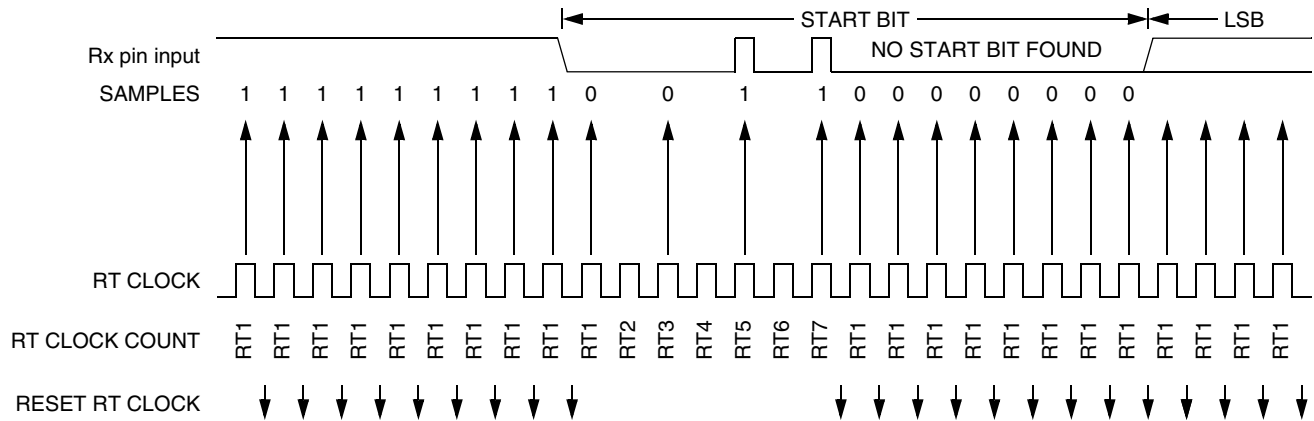 START BIT LSB
Rx pin input NO START BIT FOUND
SAMPLES 1 1 1 1 1 1 1 1 1 0 0 1 1 0 0 0 0 0 0 0 0
RT CLOCK
RT CLOCK COUNT RT1 RT1 RT1 RT1 RT1 RT1 RT1 RT1 RT1 RT1 RT2 RT3 RT4 RT5 RT6 RT7 RT1 RT1 RT1 RT1 RT1 RT1 RT1 RT1 RT1 RT1 RT1 RT1
RESET RT CLOCK